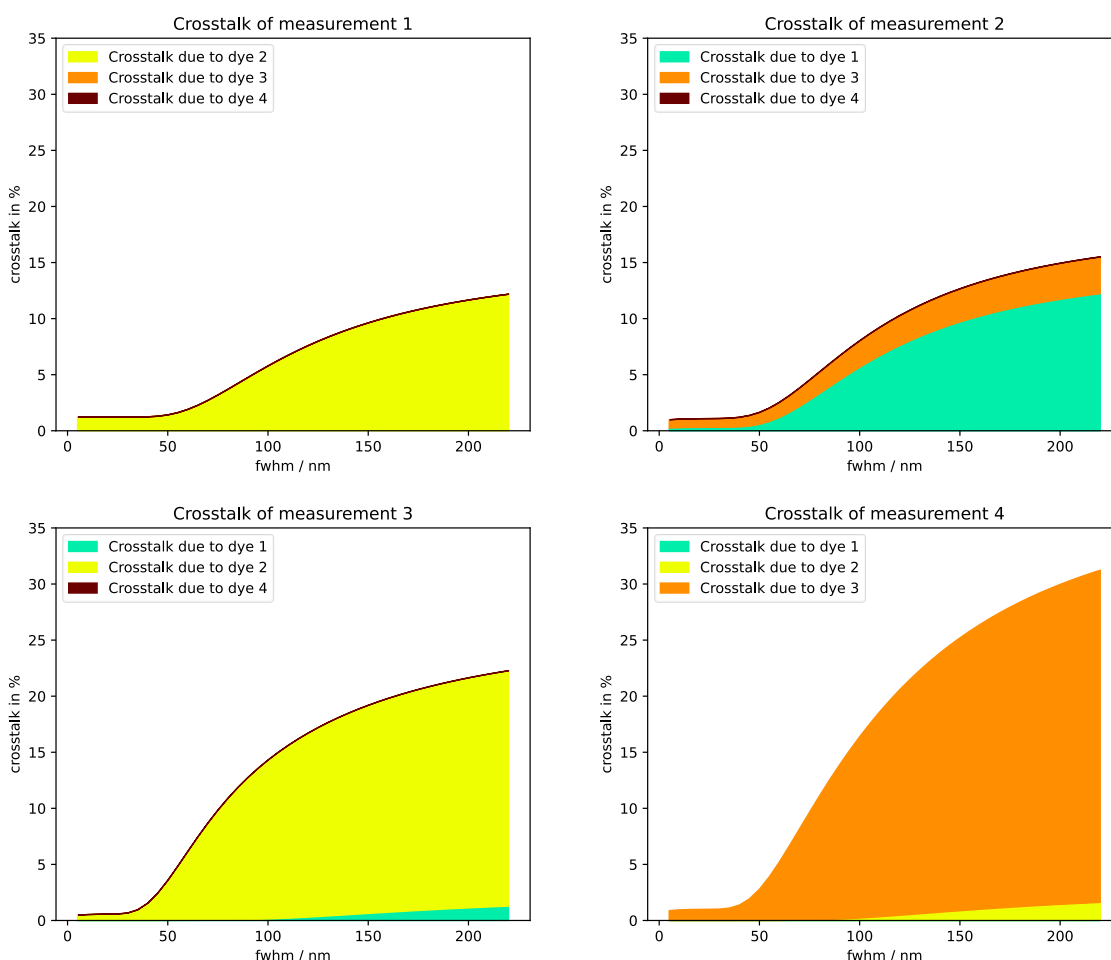 Crosstalk of measurement 1
35
30
25
20
15
10
5
0
crosstalk in %
Crosstalk due to dye 2
Crosstalk due to dye 3
Crosstalk due to dye 4
0 50 100 150 200
fwhm / nm
Crosstalk of measurement 2
35
30
25
20
15
10
5
0
crosstalk in %
Crosstalk due to dye 1
Crosstalk due to dye 3
Crosstalk due to dye 4
0 50 100 150 200
fwhm / nm
Crosstalk of measurement 3
35
30
25
20
15
10
5
0
crosstalk in %
Crosstalk due to dye 1
Crosstalk due to dye 2
Crosstalk due to dye 4
0 50 100 150 200
fwhm / nm
Crosstalk of measurement 4
35
30
25
20
15
10
5
0
crosstalk in %
Crosstalk due to dye 1
Crosstalk due to dye 2
Crosstalk due to dye 3
0 50 100 150 200
fwhm / nm